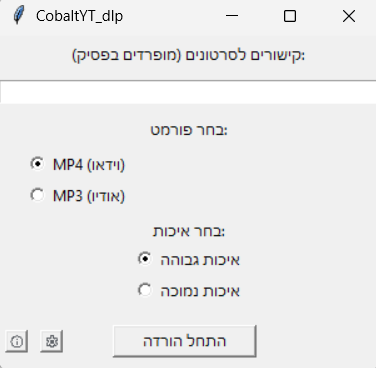 CobaltYT_dlp
קישורים לסרטונים (מופרדים בפסיק):
בחר פורמט:
MP4 (וידאו)
MP3 (אודיו)
בחר איכות:
איכות גבוהה
איכות נמוכה
התחל הורדה